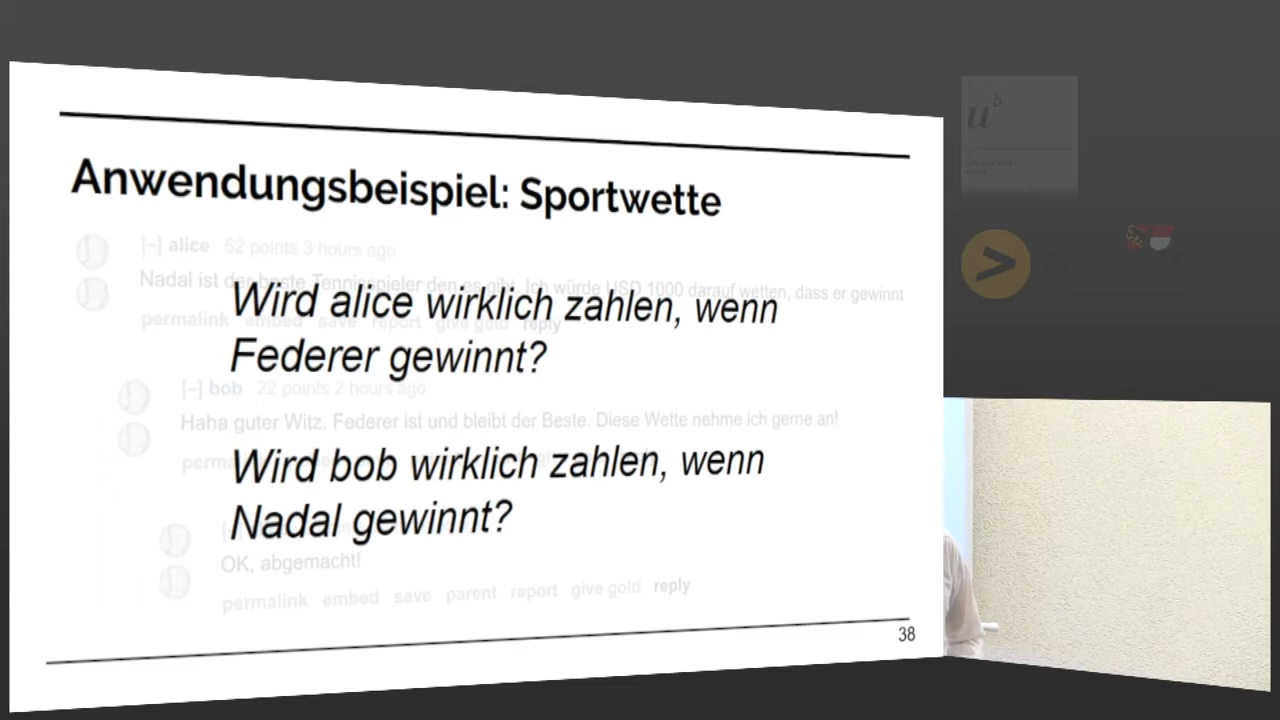 Anwendungsbeispiel: Sportwette
[–] alice 52 points 3 hours ago
Nadal ist der beste Tennisspieler den es gibt. Ich würde USD 1000 darauf wetten, dass er gewinnt
permalink embed save report give gold reply
Wird alice wirklich zahlen, wenn
Federer gewinnt?
[–] bob 22 points 2 hours ago
Haha guter Witz. Federer ist und bleibt der Beste. Diese Wette nehme ich gerne an!
Wird bob wirklich zahlen, wenn
Nadal gewinnt?
OK, abgemacht!
permalink embed save parent report give gold reply
38
u b